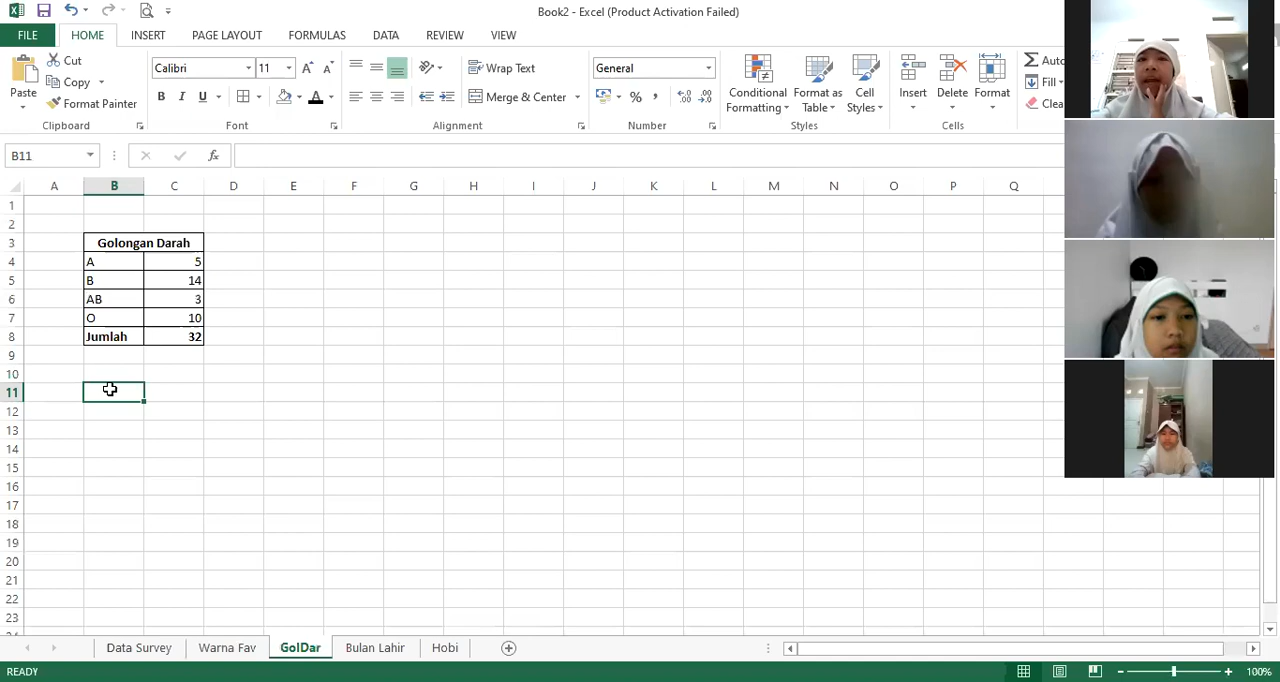 Book2 - Excel (Product Activation Failed)
FILE HOME INSERT PAGE LAYOUT FORMULAS DATA REVIEW VIEW
Paste
Cut
Copy
Format Painter
Clipboard
Calibri 11
B I U A
Font
Wrap Text
Merge & Center
Alignment
General
%
Number
Conditional Formatting
Format as Table
Cell Styles
Styles
Insert
Delete
Format
Cells
Auto
Fill
Clea
B11 fx
A B C D E F G H I J K L M N O P Q
1
2
3 Golongan Darah
4 A 5
5 B 14
6 AB 3
7 O 10
8 Jumlah 32
9
10
11
12
13
14
15
16
17
18
19
20
21
22
23
Data Survey Warna Fav GolDar Bulan Lahir Hobi
READY 100%